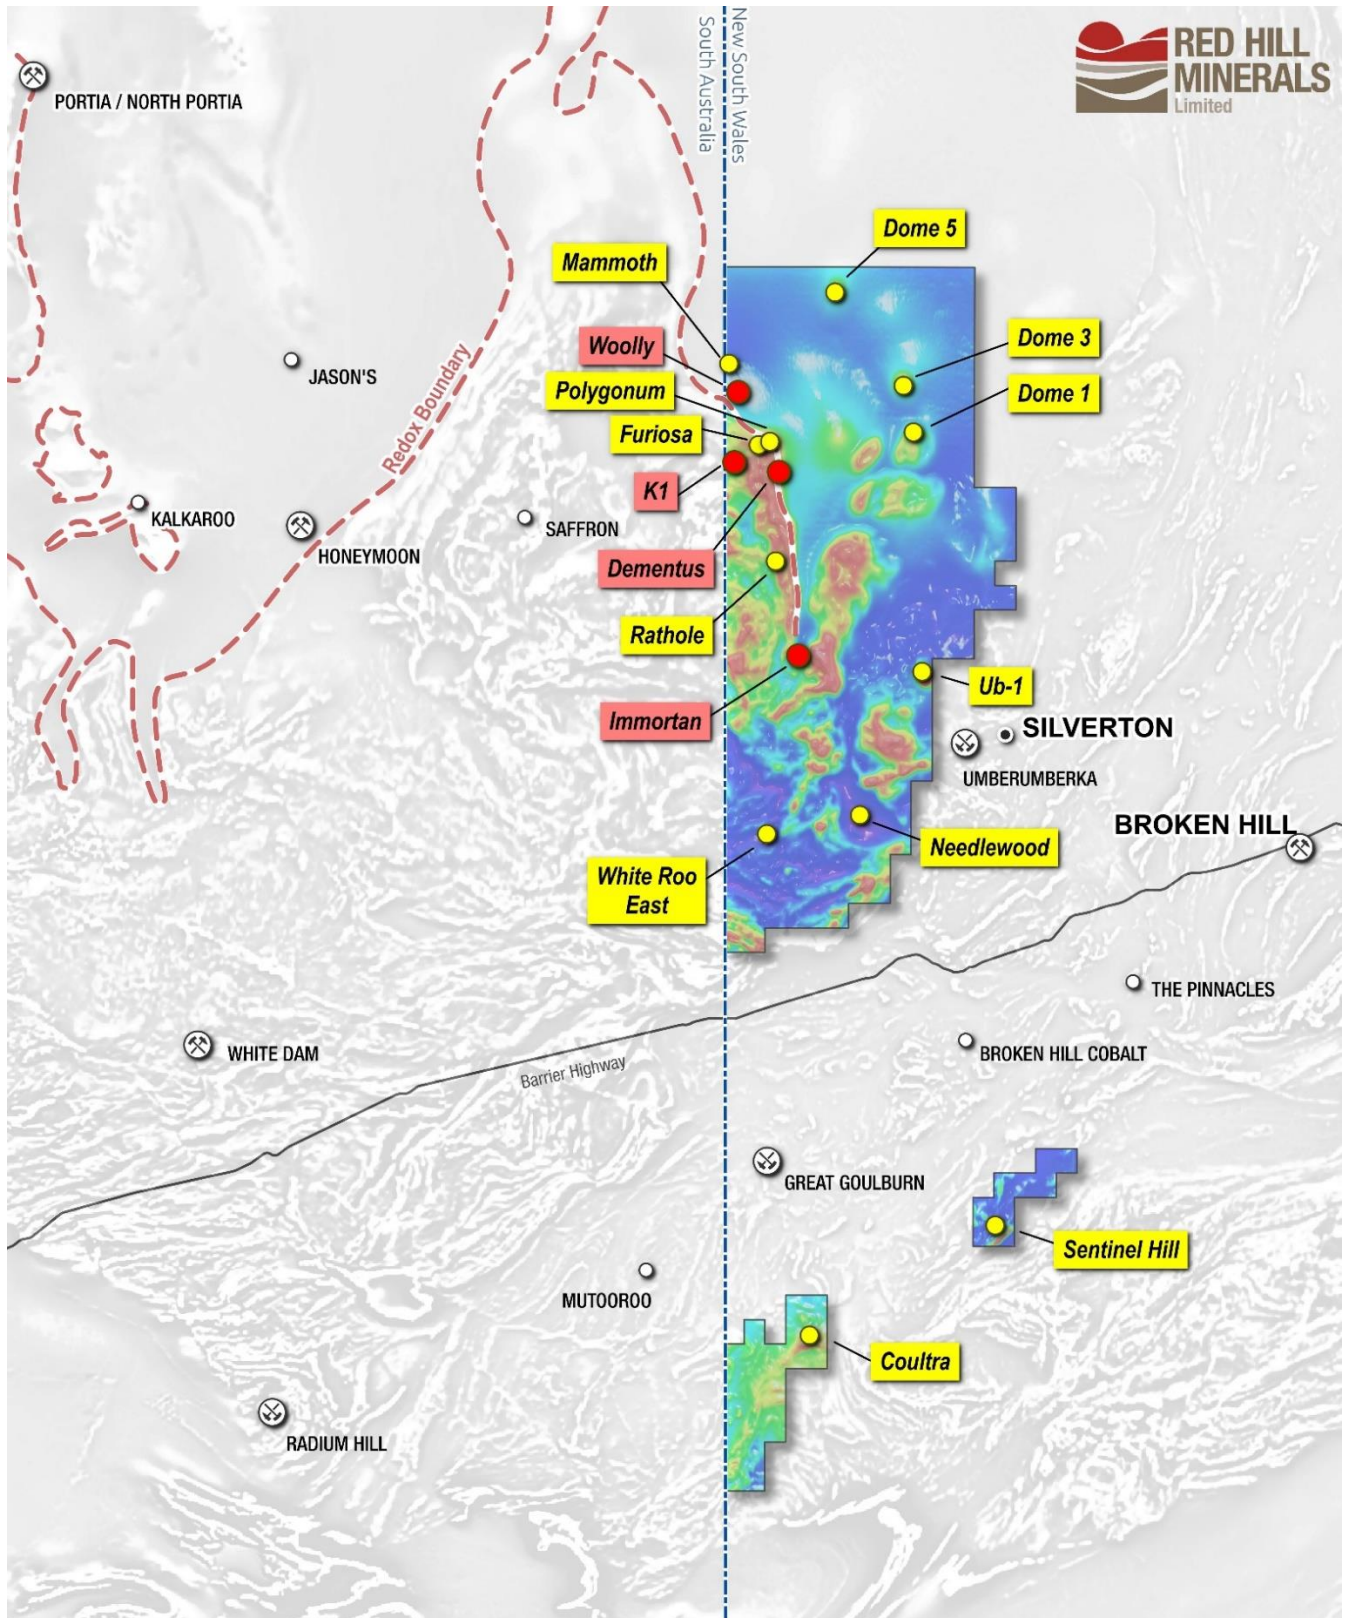 South Australia
New South Wales
RED HILL
MINERALS
Limited
PORTIA / NORTH PORTIA
Dome 5
Mammoth
Woolly
Dome 3
JASON'S
Polygonum
Dome 1
Redox Boundary
Furiosa
K1
KALKAROO
SAFFRON
HONEYMOON
Dementus
Rathole
Ub-1
Immortan
SILVERTON
UMBERUMBERKA
BROKEN HILL
Needlewood
White Roo
East
THE PINNACLES
WHITE DAM
BROKEN HILL COBALT
Barrier Highway
GREAT GOULBURN
Sentinel Hill
MUTOOROO
Coultra
RADIUM HILL